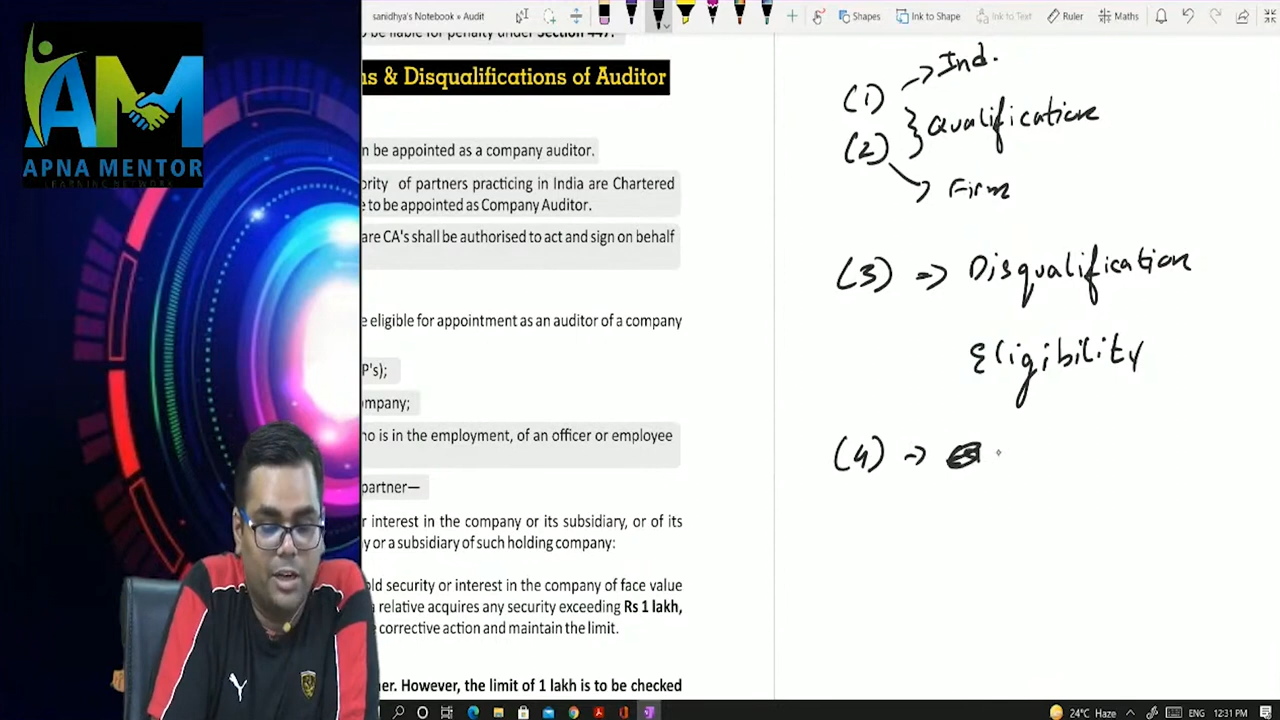 sanidhya's Notebook » Audit
Shapes
Ink to Shape
Ink to Text
Ruler
Maths
be liable for penalty under Section 447.
& Disqualifications of Auditor
n be appointed as a company auditor.
ority of partners practicing in India are Chartered
e to be appointed as Company Auditor.
are CA's shall be authorised to act and sign on behalf
e eligible for appointment as an auditor of a company
P's);
ompany;
no is in the employment, of an officer or employee
partner—
r interest in the company or its subsidiary, or of its
y or a subsidiary of such holding company:
old security or interest in the company of face value
a relative acquires any security exceeding Rs 1 lakh,
e corrective action and maintain the limit.
ner. However, the limit of 1 lakh is to be checked
(1) → Ind.
(2) } Qualification
→ Firm
(3) => Disqualification
Eligibility
(4) =>
AM
APNA MENTOR
LEARNING NETWORK
24°C Haze
ENG
12:31 PM